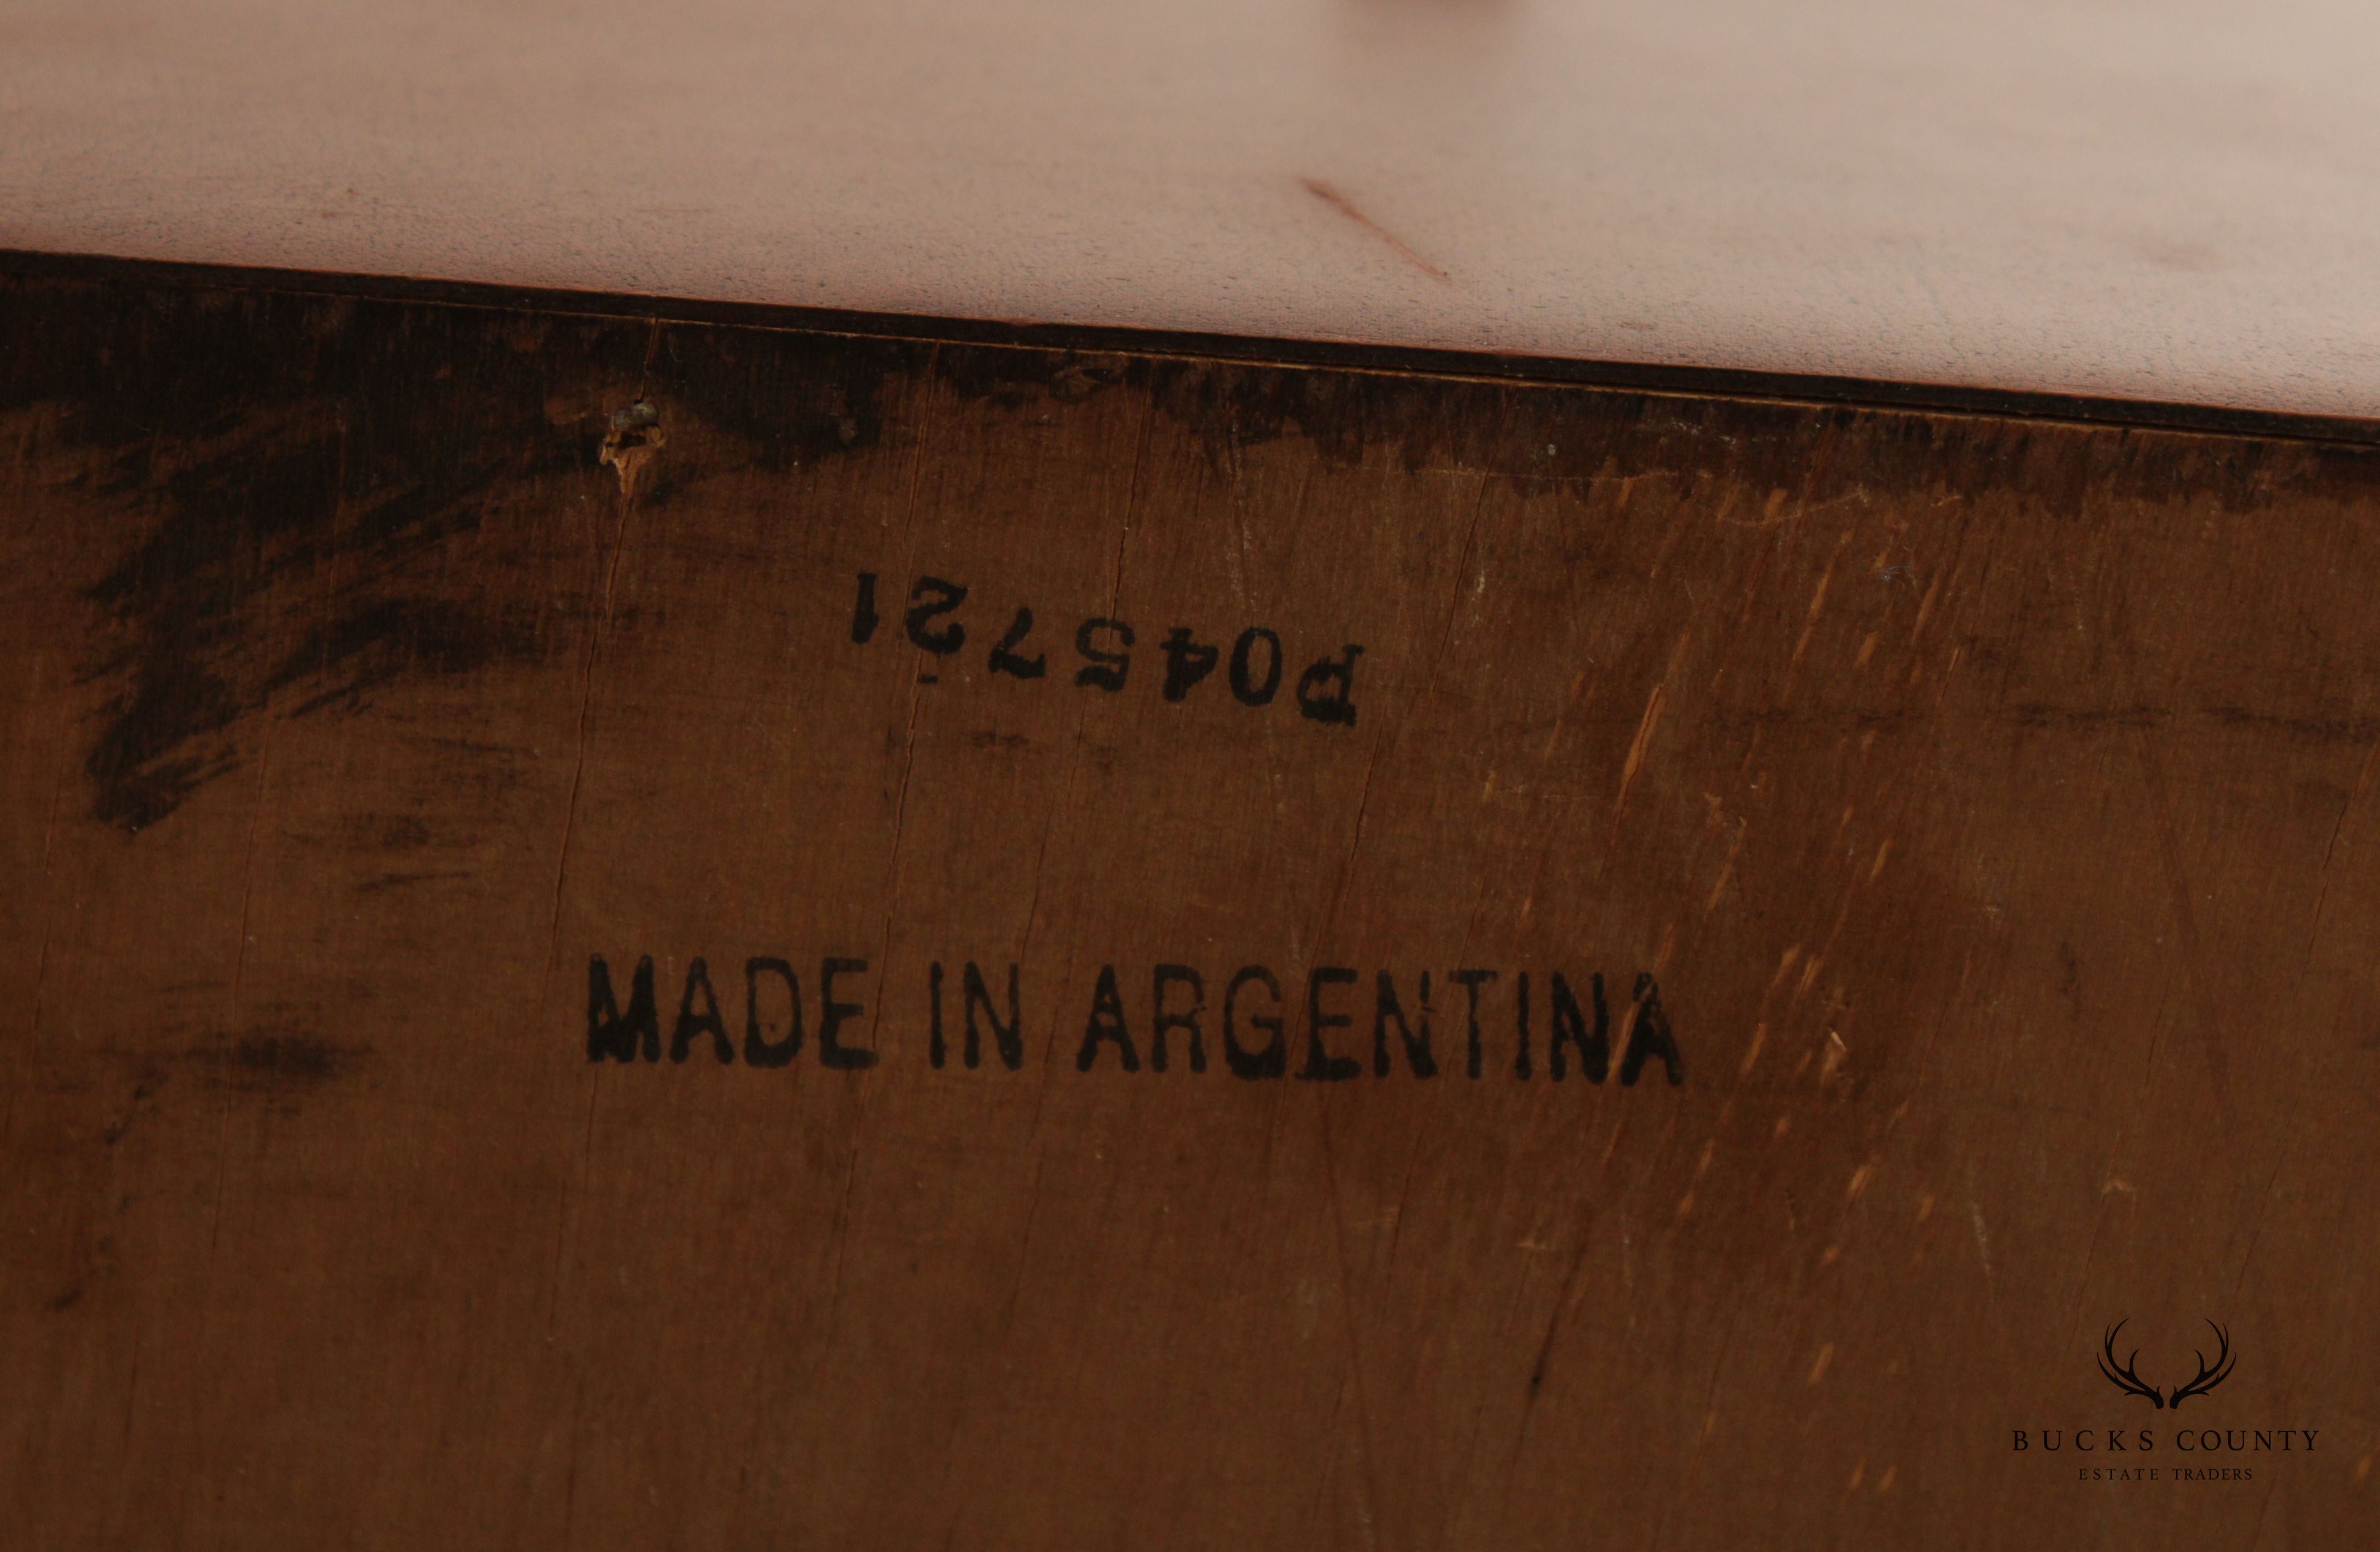 P045721
MADE IN ARGENTINA
BUCKS COUNTY
ESTATE TRADERS